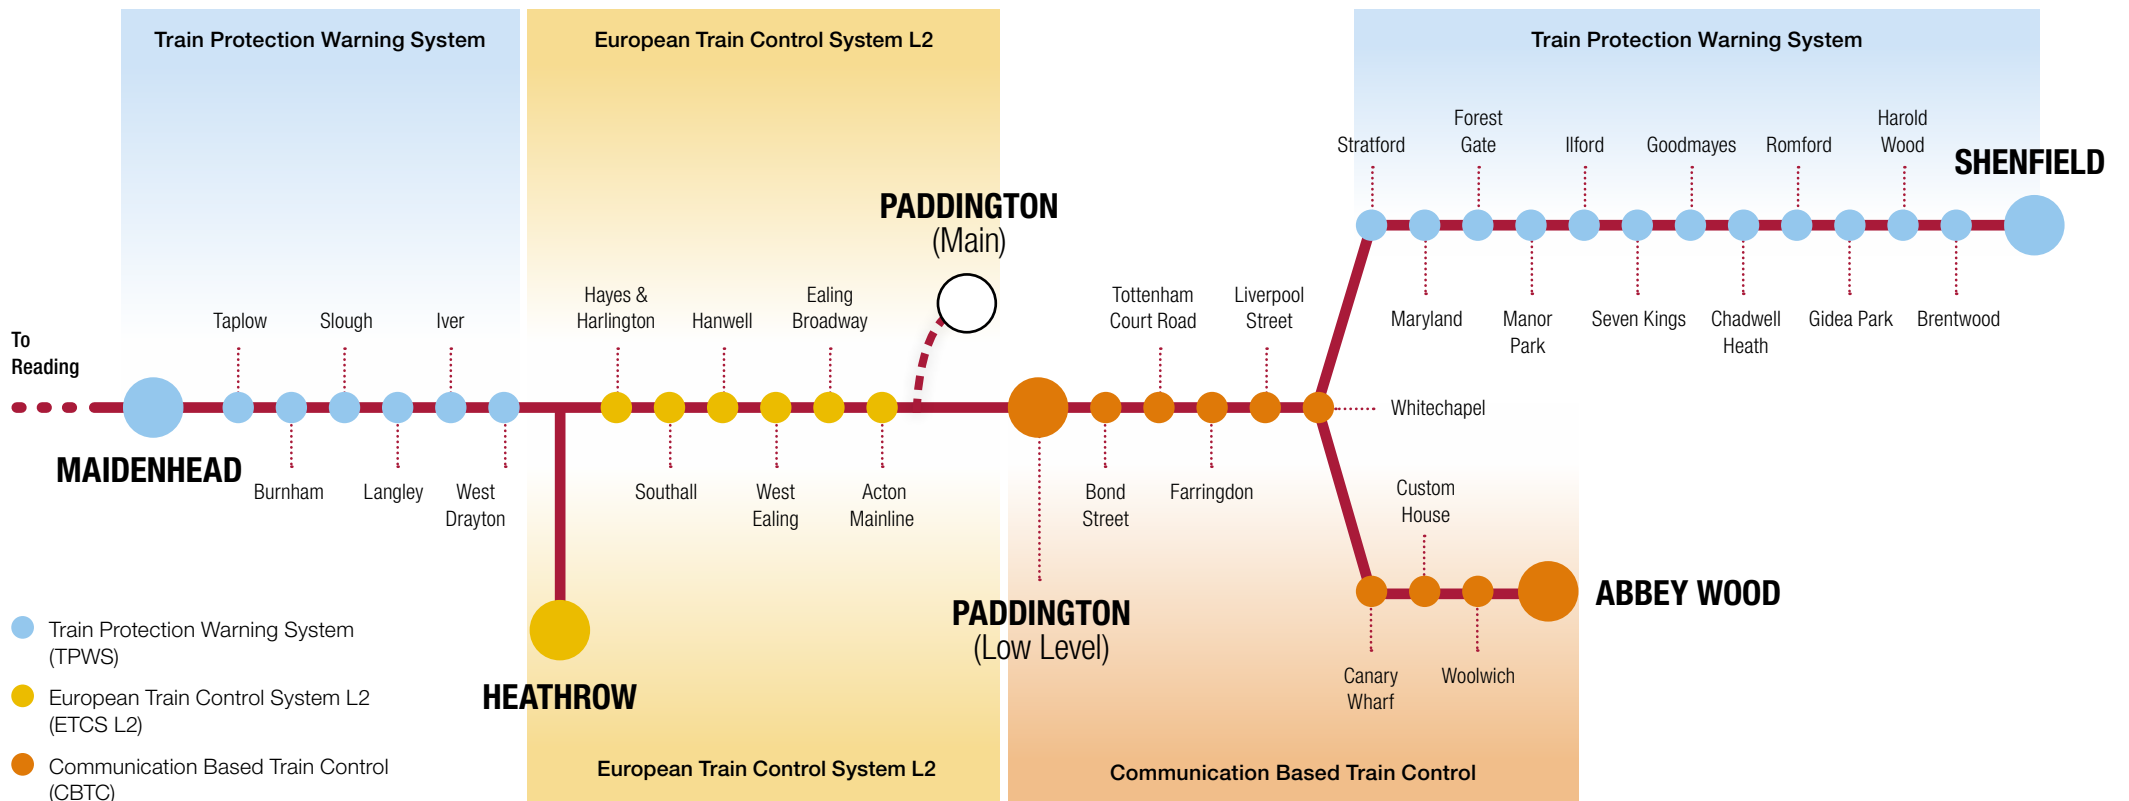 Train Protection Warning System
European Train Control System L2
Train Protection Warning System
Forest
Gate
Harold
Wood
Stratford
Ilford
Goodmayes
Romford
SHENFIELD
PADDINGTON
(Main)
Maryland
Manor
Park
Seven Kings
Chadwell
Heath
Gidea Park
Brentwood
To
Reading
Taplow
Slough
Iver
Hayes &
Harlington
Hanwell
Ealing
Broadway
Tottenham
Court Road
Liverpool
Street
Whitechapel
MAIDENHEAD
Burnham
Langley
West
Drayton
Southall
West
Ealing
Acton
Mainline
Bond
Street
Farringdon
Custom
House
ABBEY WOOD
PADDINGTON
(Low Level)
Canary
Wharf
Woolwich
HEATHROW
Train Protection Warning System
(TPWS)
European Train Control System L2
(ETCS L2)
Communication Based Train Control
(CBTC)
European Train Control System L2
Communication Based Train Control